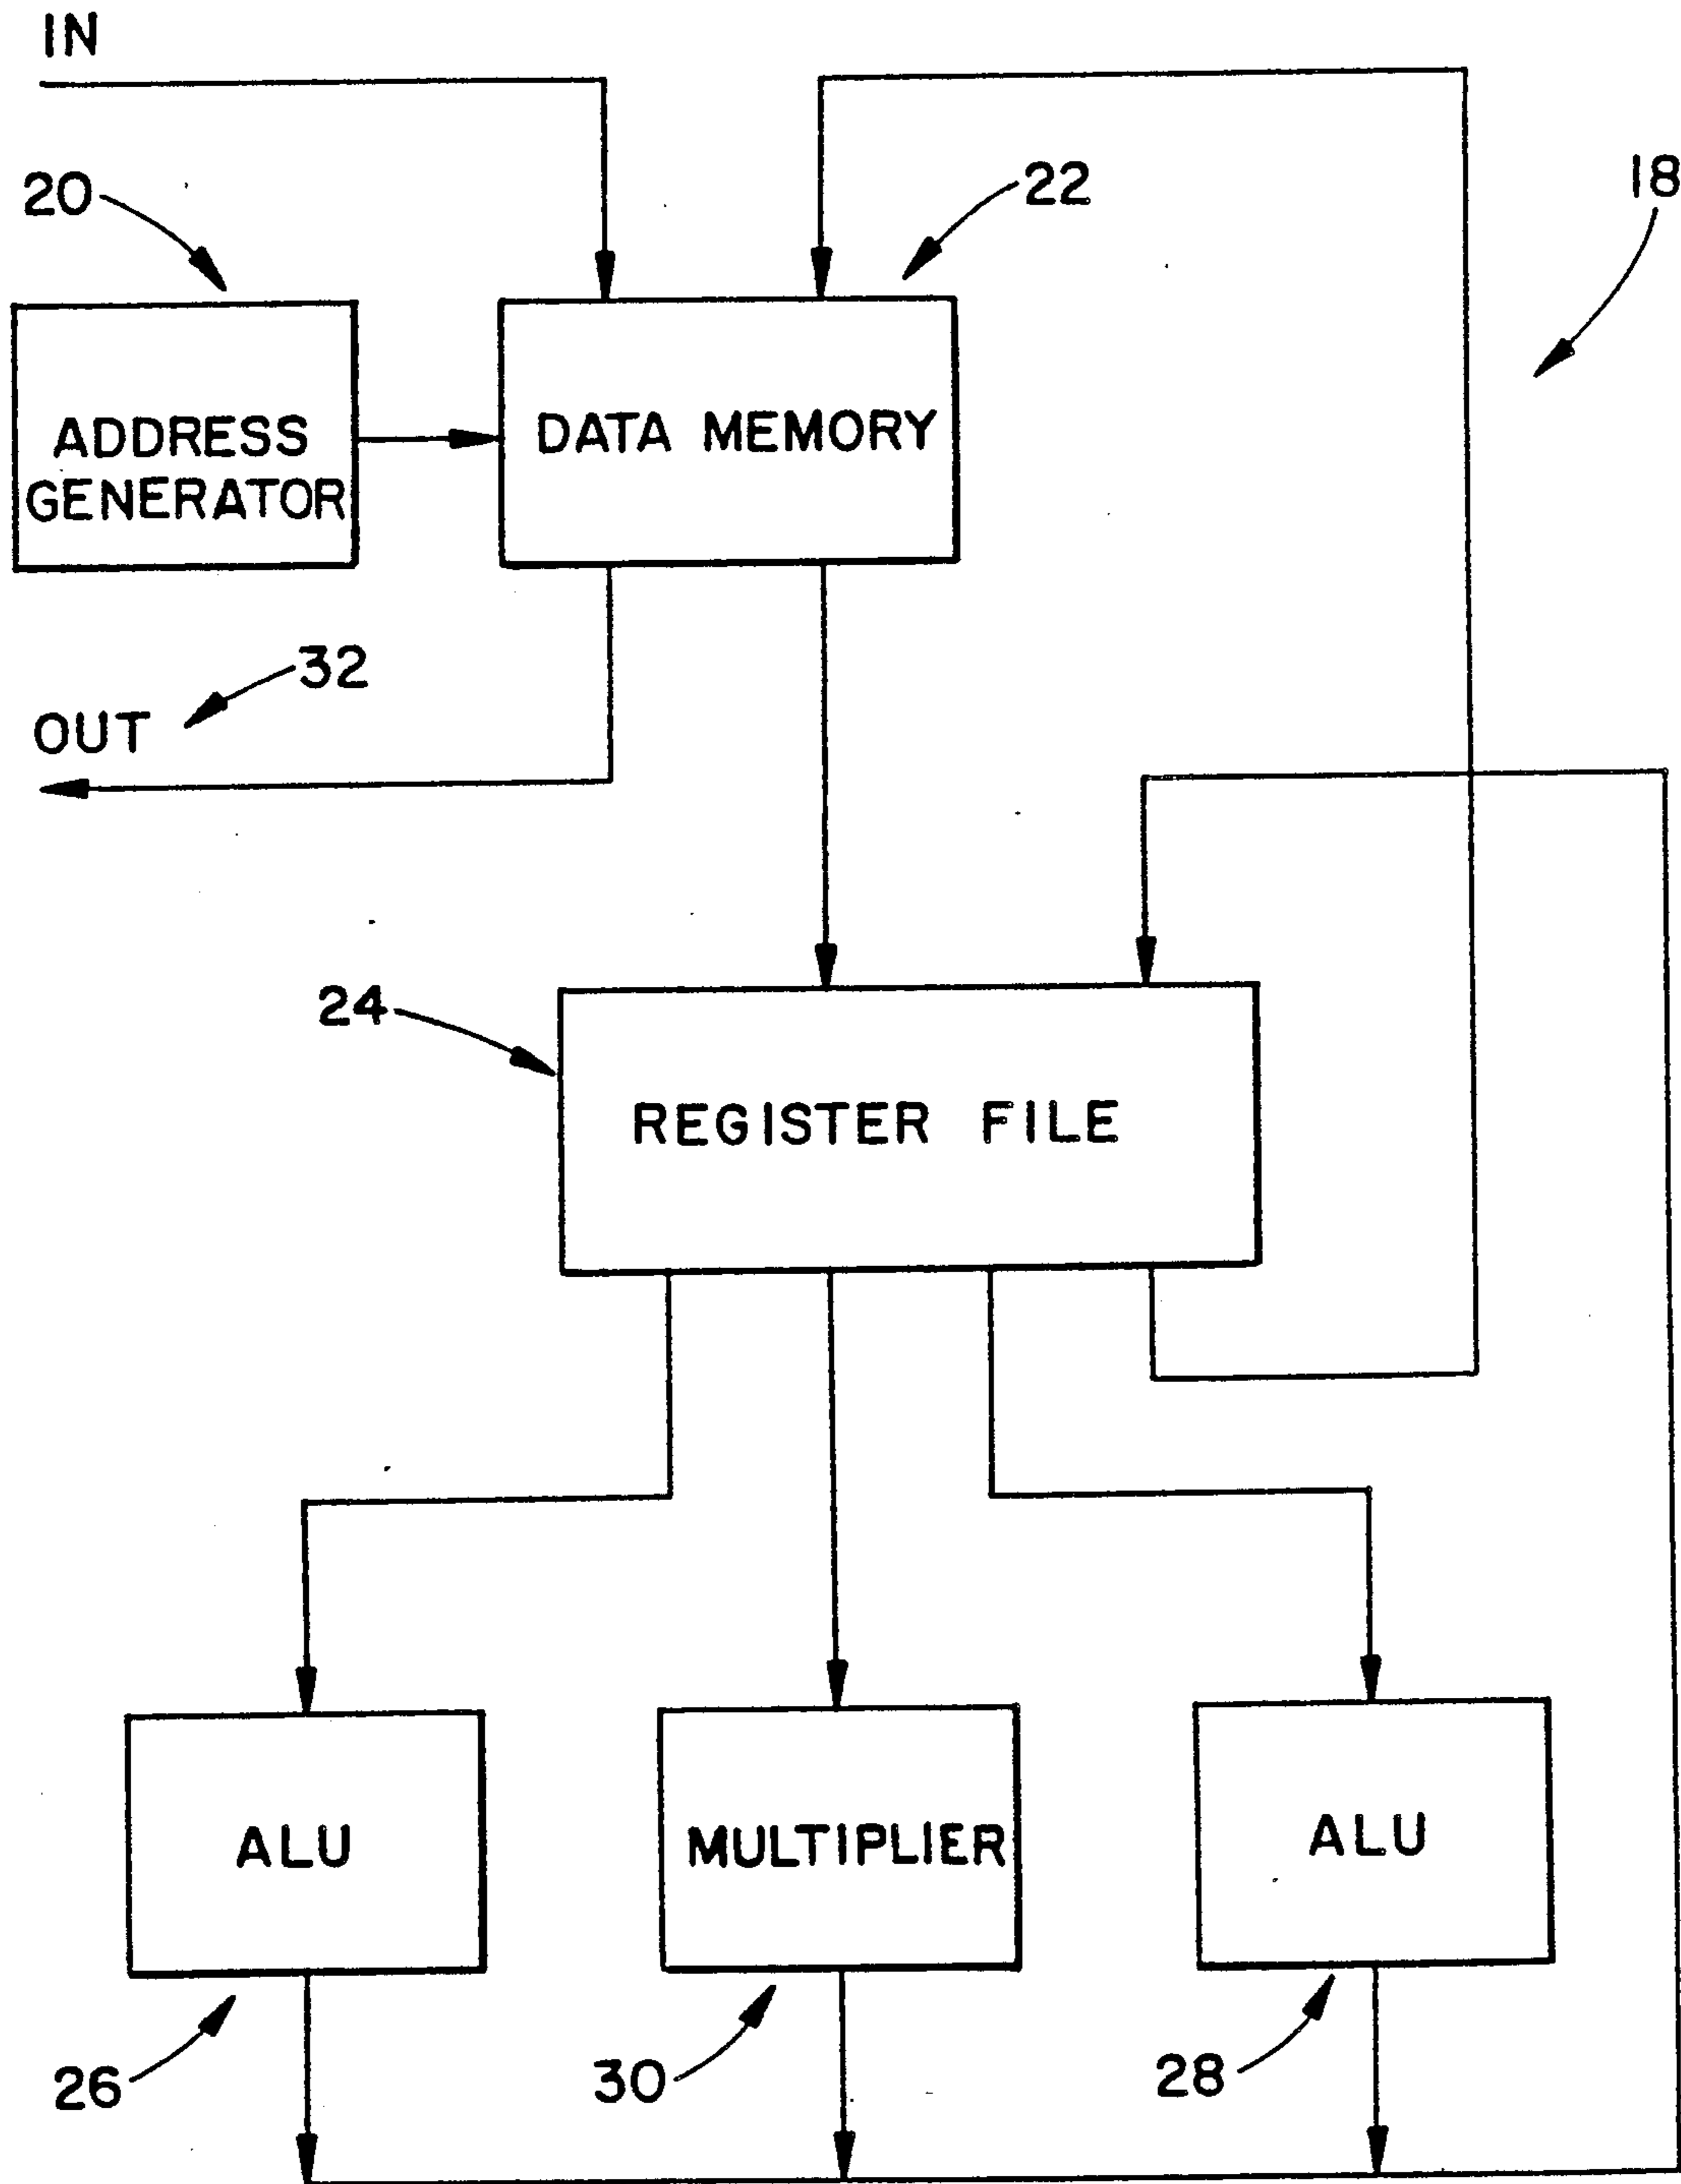 IN
20
22
18
ADDRESS
GENERATOR
DATA MEMORY
32
OUT
24
REGISTER FILE
ALU
MULTIPLIER
ALU
26
30
28